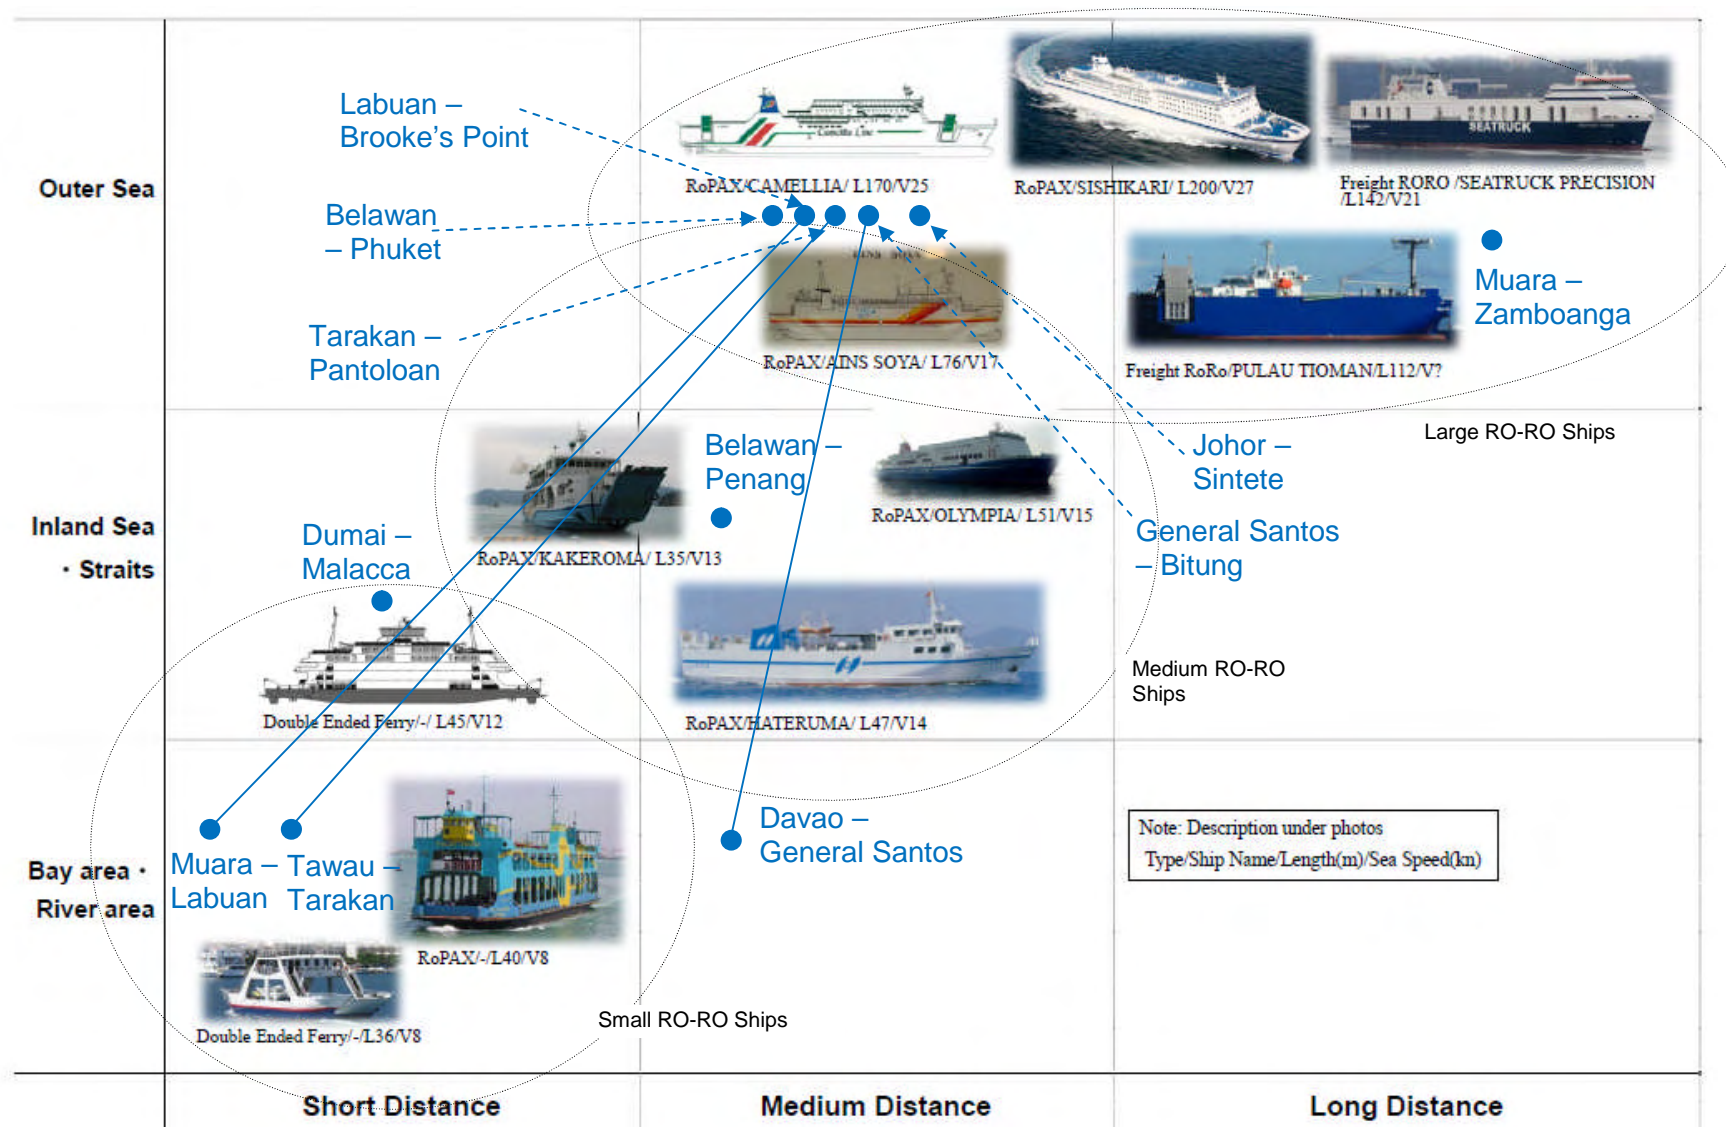 Labuan –
Brooke's Point
Camellia Line
SEATRUCK
RoPAX/CAMELLIA/ L170/V25
RoPAX/SISHIKARI/ L200/V27
Freight RORO /SEATRUCK PRECISION
/L142/V21
Outer Sea
Belawan
– Phuket
Muara –
Zamboanga
Tarakan –
Pantoloan
RoPAX/AINS SOYA/ L76/V17
Freight RoRo/PULAU TIOMAN/L112/V?
Large RO-RO Ships
Belawan –
Penang
Johor –
Sintete
Inland Sea
・Straits
Dumai –
Malacca
RoPAX/OLYMPIA/ L51/V15
General Santos
– Bitung
RoPAX/KAKEROMA/ L35/V13
Medium RO-RO
Ships
Double Ended Ferry/-/ L45/V12
RoPAX/HATERUMA/ L47/V14
Davao –
General Santos
Note: Description under photos
Type/Ship Name/Length(m)/Sea Speed(kn)
Bay area・
River area
Muara –
Labuan
Tawau –
Tarakan
RoPAX/-/L40/V8
Small RO-RO Ships
Double Ended Ferry/-/L36/V8
Short Distance
Medium Distance
Long Distance